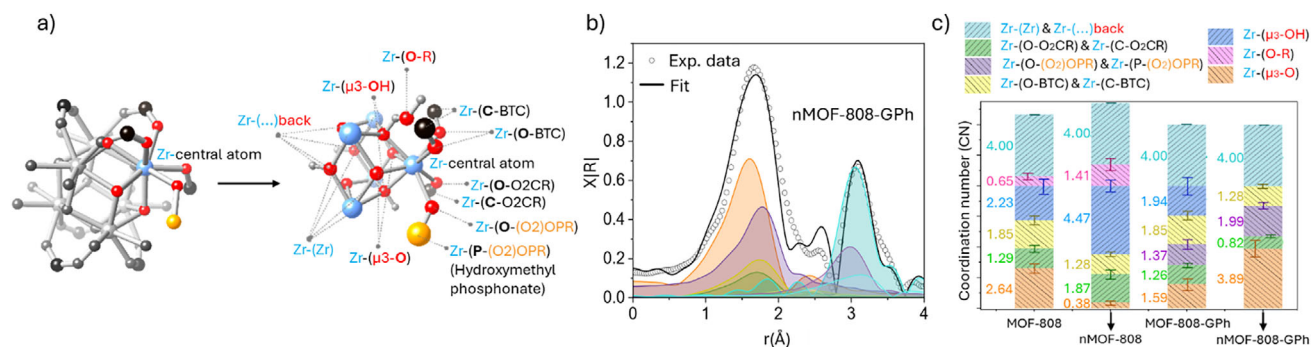 a)
Zr-(O-R)
Zr-(μ3-OH)
Zr-(C-BTC)
Zr-(...)back
Zr-(O-BTC)
Zr-central atom
Zr-central atom
Zr-(O-O2CR)
Zr-(C-O2CR)
Zr-(O-(O2)OPR)
Zr-(Zr)
Zr-(μ3-O)
Zr-(P-(O2)OPR)
(Hydroxymethyl
phosphonate)
b)
Exp. data
Fit
nMOF-808-GPh
X|R|
1.2
1.0
0.8
0.6
0.4
0.2
0.0
0 1 2 3 4
r(Å)
c)
Zr-(Zr) & Zr-(...)back
Zr-(O-O2CR) & Zr-(C-O2CR)
Zr-(O-(O2)OPR) & Zr-(P-(O2)OPR)
Zr-(O-BTC) & Zr-(C-BTC)
Zr-(μ3-OH)
Zr-(O-R)
Zr-(μ3-O)
Coordination number (CN)
4.00
0.65
2.23
1.85
1.29
2.64
4.00
1.41
4.47
1.28
1.87
0.38
4.00
1.94
1.85
1.37
1.26
1.59
4.00
1.28
1.99
0.82
3.89
MOF-808
nMOF-808
MOF-808-GPh
nMOF-808-GPh